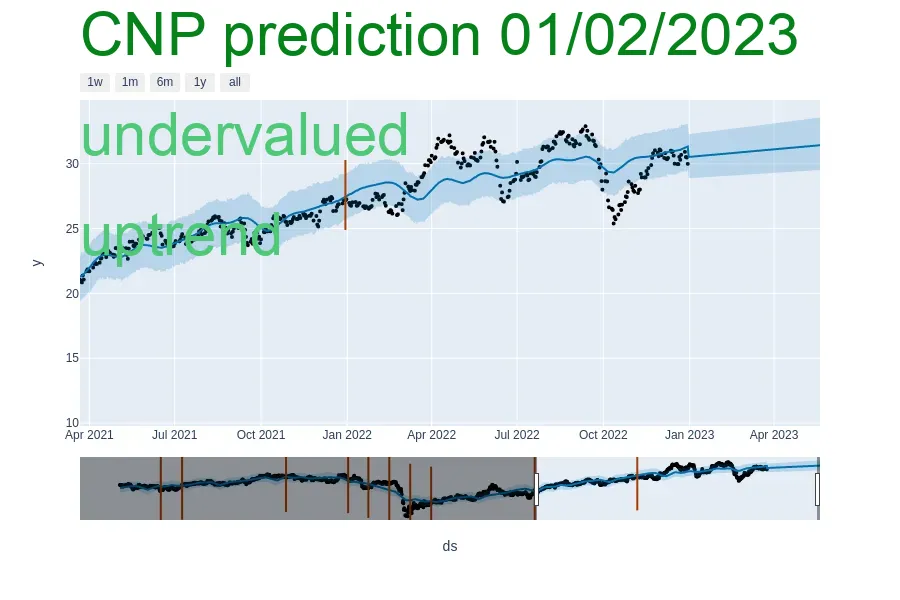 CNP prediction 01/02/2023
1w 1m 6m 1y all
undervalued
30
25
uptrend
y
20
15
10
Apr 2021 Jul 2021 Oct 2021 Jan 2022 Apr 2022 Jul 2022 Oct 2022 Jan 2023 Apr 2023
ds